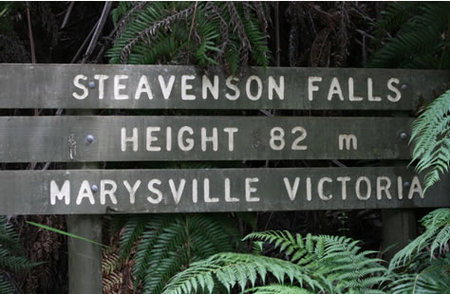 STEAVENSON FALLS
HEIGHT 82 m
MARYSVILLE VICTORIA